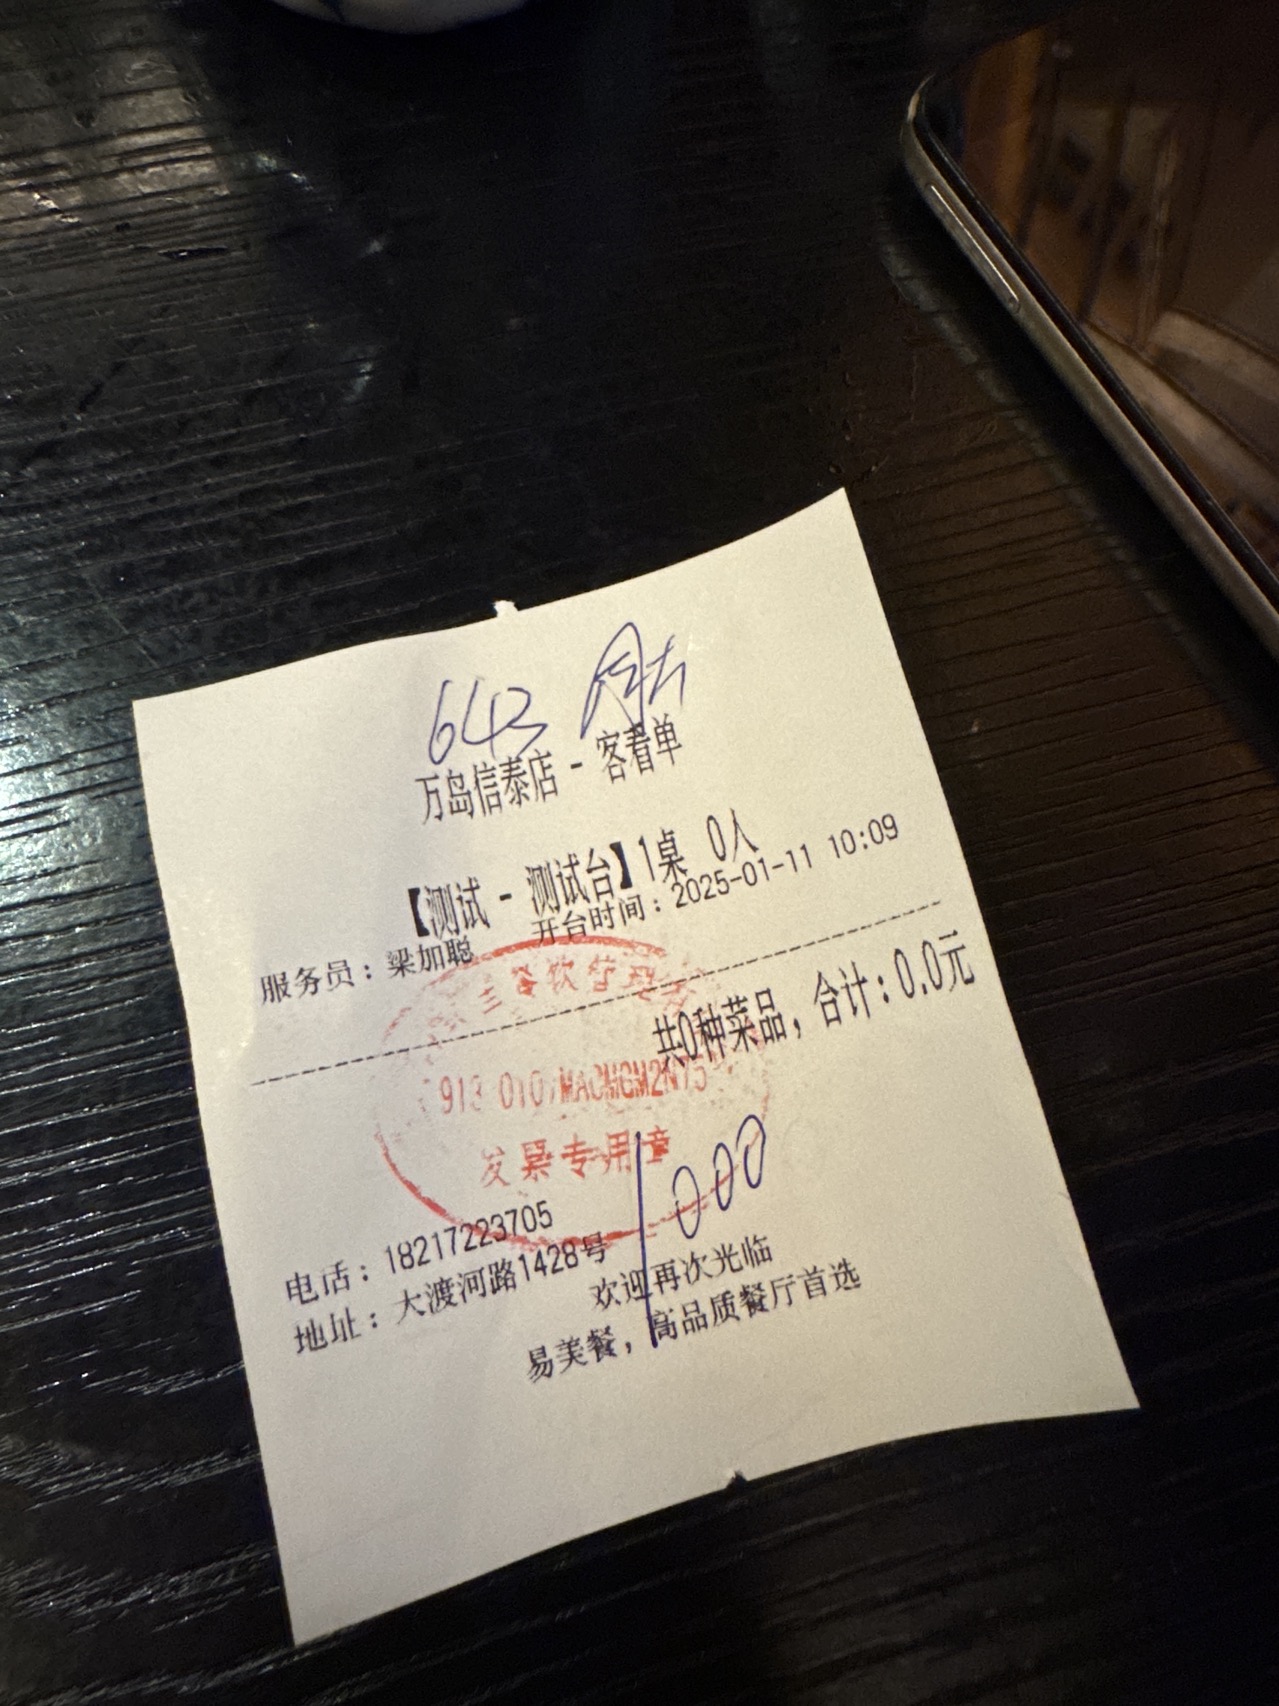 643
万岛信泰店 - 客看单
【测试 - 测试台】1桌 0人
服务员：梁加聪 开台时间：2025-01-11 10:09
共0种菜品，合计：0.0元
餐饮管理
发票专用章
1000
电话：18217223705
地址：大渡河路1428号
欢迎再次光临
易美餐，高品质餐厅首选